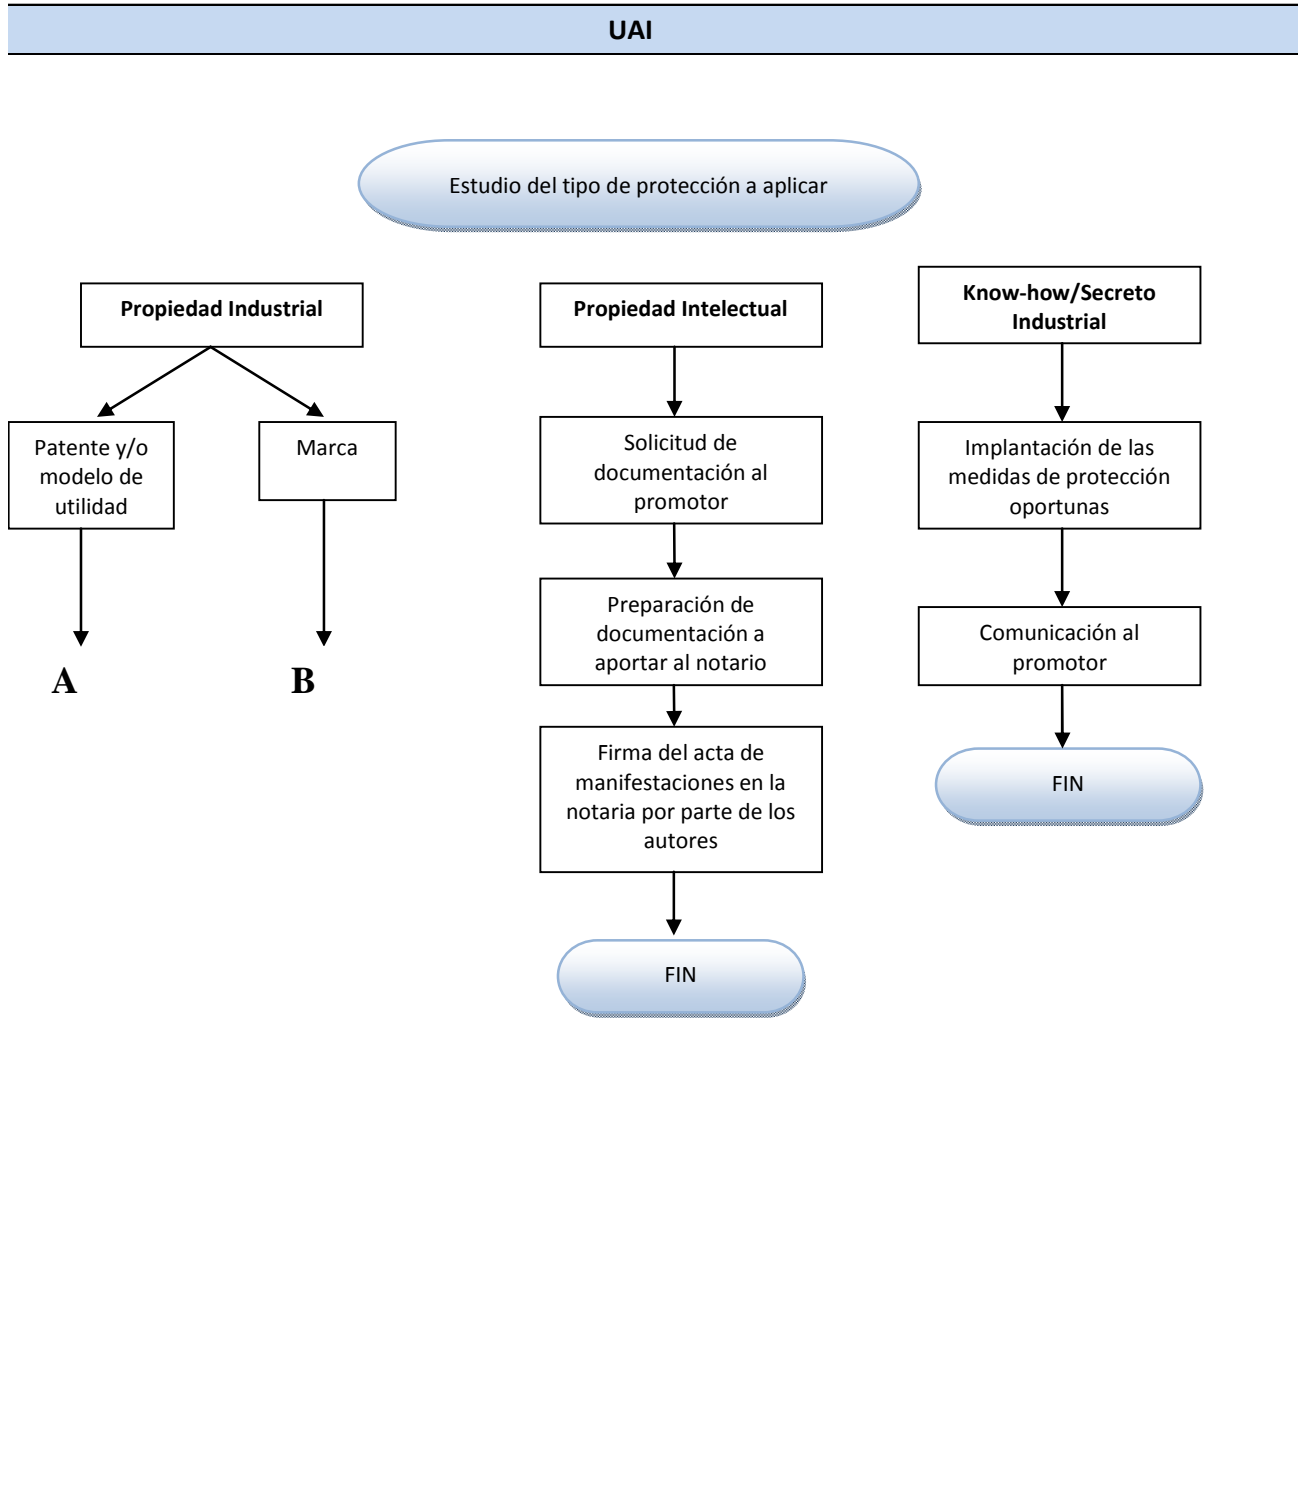 UAI
Estudio del tipo de protección a aplicar
Propiedad Industrial
Patente y/o
modelo de
utilidad
Marca
A
B
Propiedad Intelectual
Solicitud de
documentación al
promotor
Preparación de
documentación a
aportar al notario
Firma del acta de
manifestaciones en la
notaria por parte de los
autores
FIN
Know-how/Secreto
Industrial
Implantación de las
medidas de protección
oportunas
Comunicación al
promotor
FIN